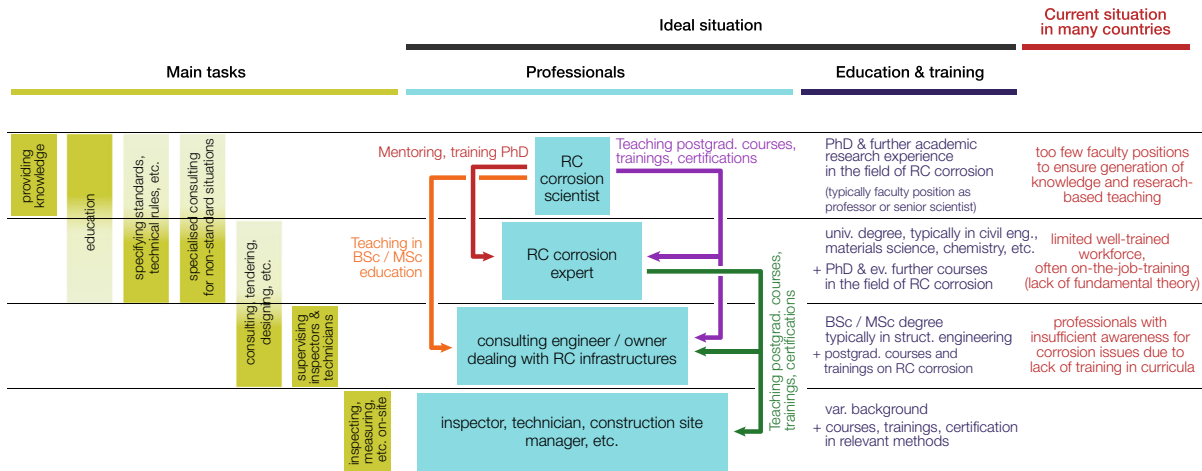 Ideal situation
Current situation
in many countries
Main tasks
Professionals
Education & training
providing
knowledge
education
specifying standards,
technical rules, etc.
specialised consulting
for non-standard situations
consulting, tendering,
designing, etc.
supervising
inspectors &
technicians
inspecting,
measuring,
etc. on-site
Mentoring, training PhD
RC
corrosion
scientist
Teaching postgrad. courses,
trainings, certifications
Teaching in
BSc / MSc
education
RC corrosion
expert
consulting engineer / owner
dealing with RC infrastructures
Teaching postgrad. courses,
trainings, certifications
inspector, technician, construction site
manager, etc.
PhD & further academic
research experience
in the field of RC corrosion
(typically faculty position as
professor or senior scientist)
too few faculty positions
to ensure generation of
knowledge and reserach-
based teaching
univ. degree, typically in civil eng.,
materials science, chemistry, etc.
+ PhD & ev. further courses
in the field of RC corrosion
limited well-trained
workforce,
often on-the-job-training
(lack of fundamental theory)
BSc / MSc degree
typically in struct. engineering
+ postgrad. courses and
trainings on RC corrosion
professionals with
insufficient awareness for
corrosion issues due to
lack of training in curricula
var. background
+ courses, trainings, certification
in relevant methods